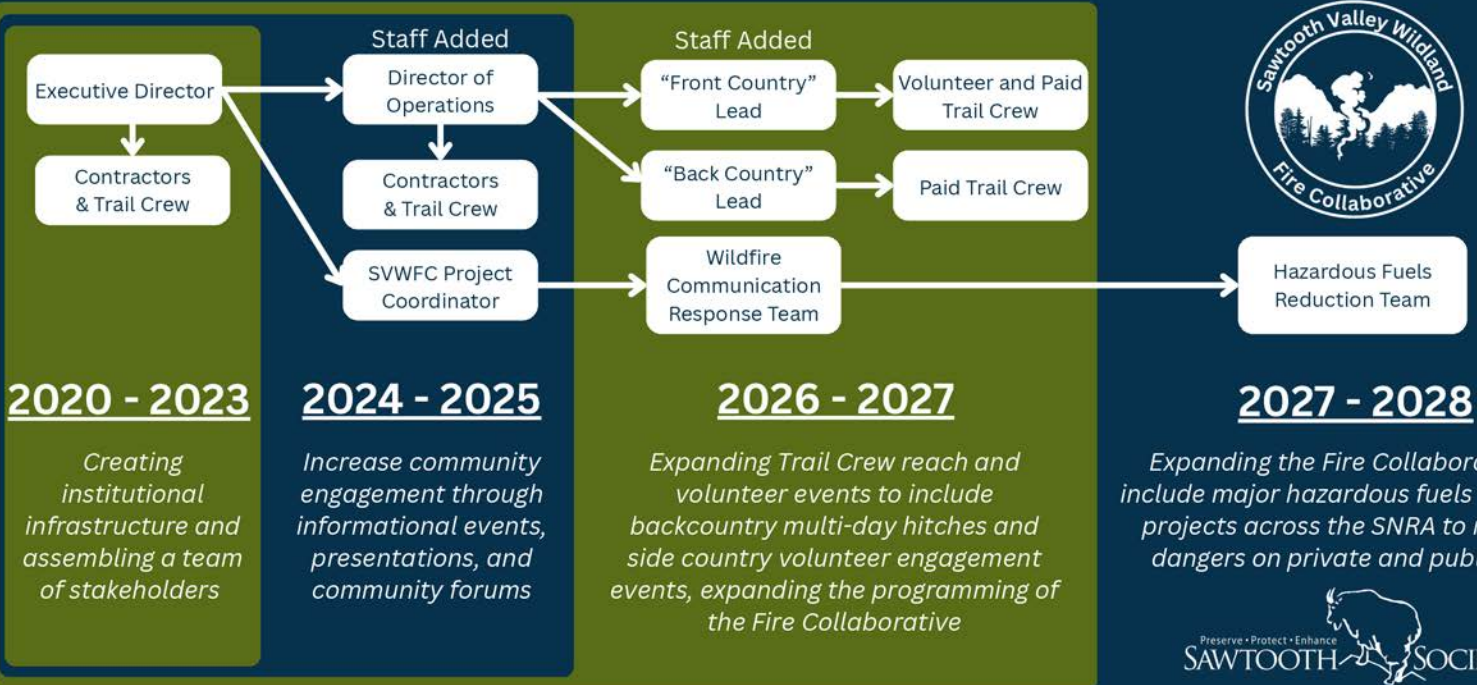 Staff Added
Staff Added
Executive Director
Director of
Operations
"Front Country"
Lead
Volunteer and Paid
Trail Crew
Contractors
& Trail Crew
Contractors
& Trail Crew
"Back Country"
Lead
Paid Trail Crew
SVWFC Project
Coordinator
Wildfire
Communication
Response Team
Hazardous Fuels
Reduction Team
Sawtooth Valley Wildland
Fire Collaborative
2020 - 2023
Creating
institutional
infrastructure and
assembling a team
of stakeholders
2024 - 2025
Increase community
engagement through
informational events,
presentations, and
community forums
2026 - 2027
Expanding Trail Crew reach and
volunteer events to include
backcountry multi-day hitches and
side country volunteer engagement
events, expanding the programming of
the Fire Collaborative
2027 - 2028
Expanding the Fire
include major hazardous fuels
projects across the SNRA to
dangers on private and
Preserve • Protect • Enhance
SAWTOOTH